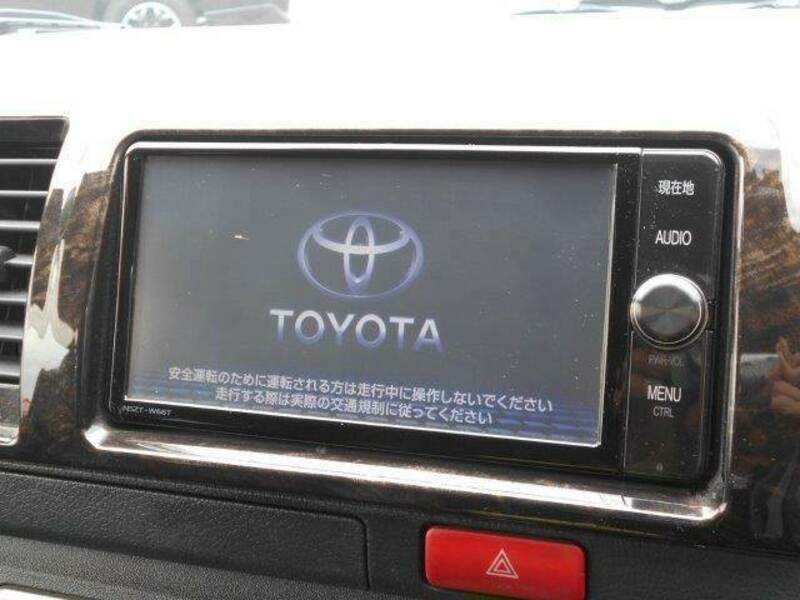 現在地
AUDIO
TOYOTA
PWR·VOL
安全運転のために運転される方は走行中に操作しないでください
走行する際は実際の交通規制に従ってください
MENU
CTRL
NSZT-W66T